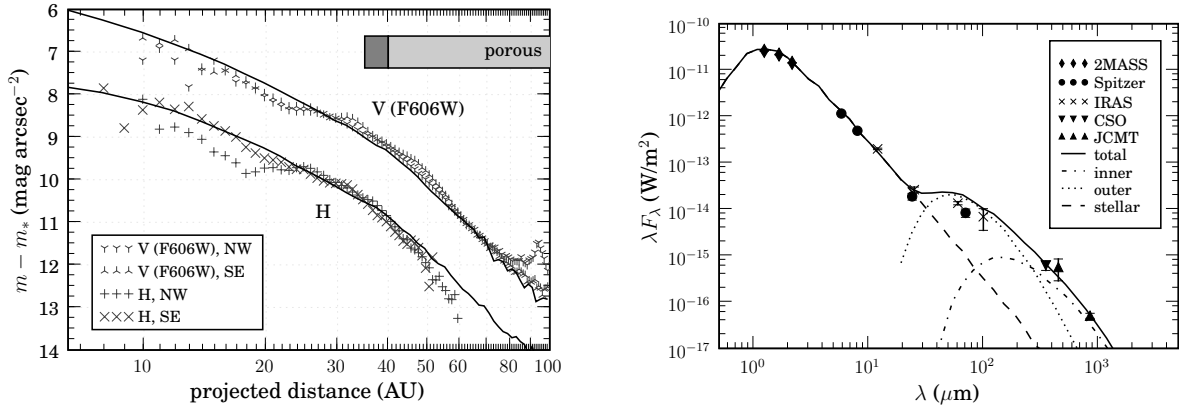 6
7
8
9
10
11
12
13
14
m − m* (mag arcsec⁻²)
porous
V (F606W)
H
V (F606W), NW
V (F606W), SE
H, NW
H, SE
10 20 30 40 50 60 70 80 100
projected distance (AU)
10⁻¹⁰
10⁻¹¹
10⁻¹²
10⁻¹³
10⁻¹⁴
10⁻¹⁵
10⁻¹⁶
10⁻¹⁷
λFλ (W/m²)
2MASS
Spitzer
IRAS
CSO
JCMT
total
inner
outer
stellar
10⁰ 10¹ 10² 10³
λ (μm)